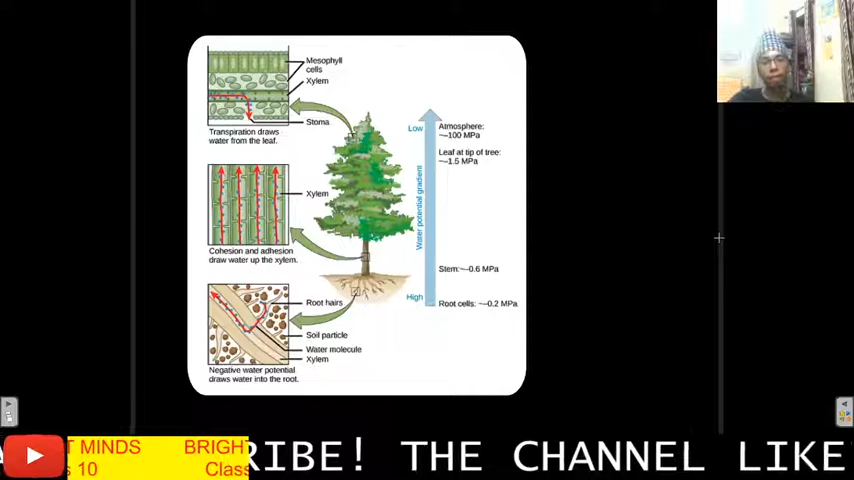 Mesophyll
cells
Xylem
Stoma
Transpiration draws
water from the leaf.
Xylem
Cohesion and adhesion
draw water up the xylem.
Root hairs
Soil particle
Water molecule
Xylem
Negative water potential
draws water into the root.
Low
Water potential gradient
High
Atmosphere:
~–100 MPa
Leaf at tip of tree:
~–1.5 MPa
Stem:~–0.6 MPa
Root cells: ~–0.2 MPa
T MINDS BRIGHT
s 10 Class
RIBE! THE CHANNEL LIKE